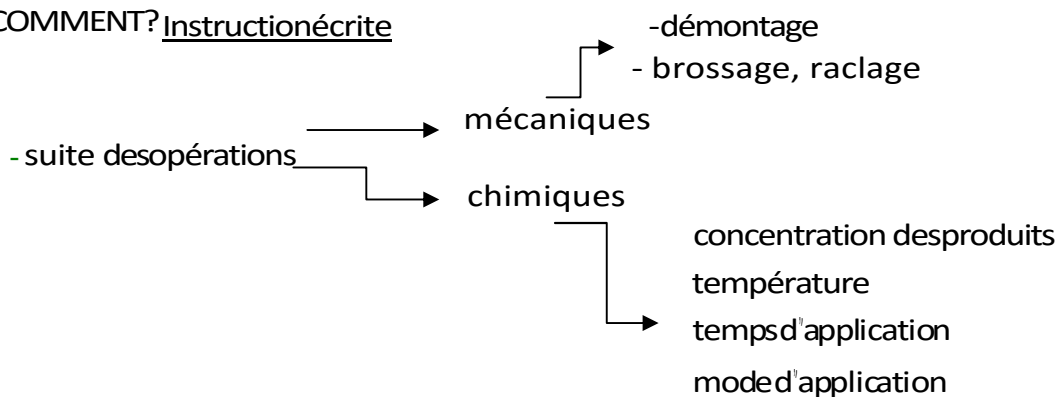 COMMENT? Instructionécrite
-démontage
- brossage, raclage
mécaniques
- suite desopérations
chimiques
concentration desproduits
température
tempsd'application
moded'application